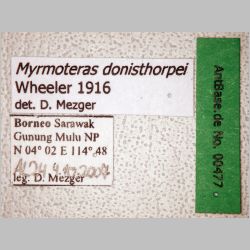 Myrmoteras donisthorpei
Wheeler 1916
det. D. Mezger
Borneo Sarawak
Gunung Mulu NP
N 04° 02 E 114° 48
leg. D. Mezger
AntBase.de No. 00477.